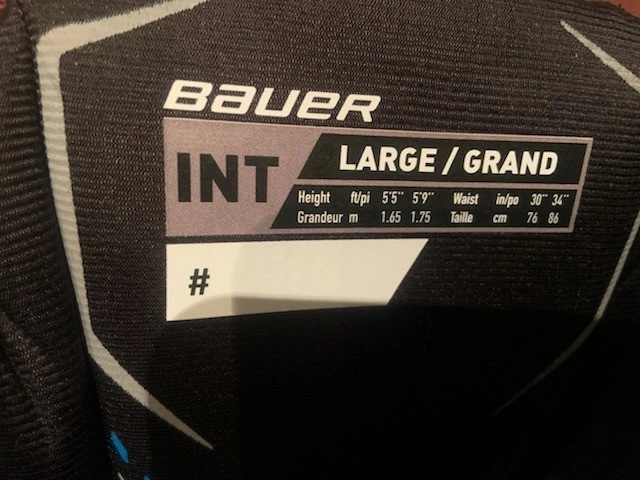 BAUER
INT
LARGE / GRAND
Height ft/pi 5'5" 5'9" Waist in/po 30" 34"
Grandeur m 1.65 1.75 Taille cm 76 86
#